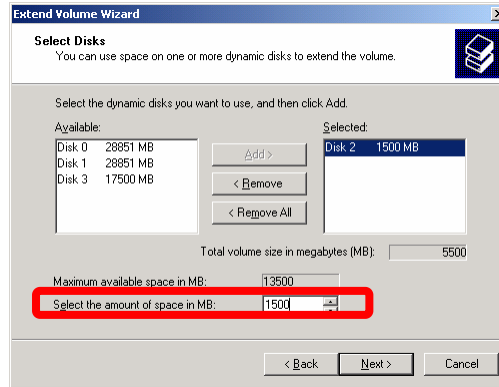 Extend Volume Wizard
Select Disks
You can use space on one or more dynamic disks to extend the volume.
Select the dynamic disks you want to use, and then click Add.
Available: Selected:
Disk 0 28851 MB Add > Disk 2 1500 MB
Disk 1 28851 MB
Disk 3 17500 MB < Remove
< Remove All
Total volume size in megabytes (MB): 5500
Maximum available space in MB: 13500
Select the amount of space in MB: 1500
< Back Next > Cancel